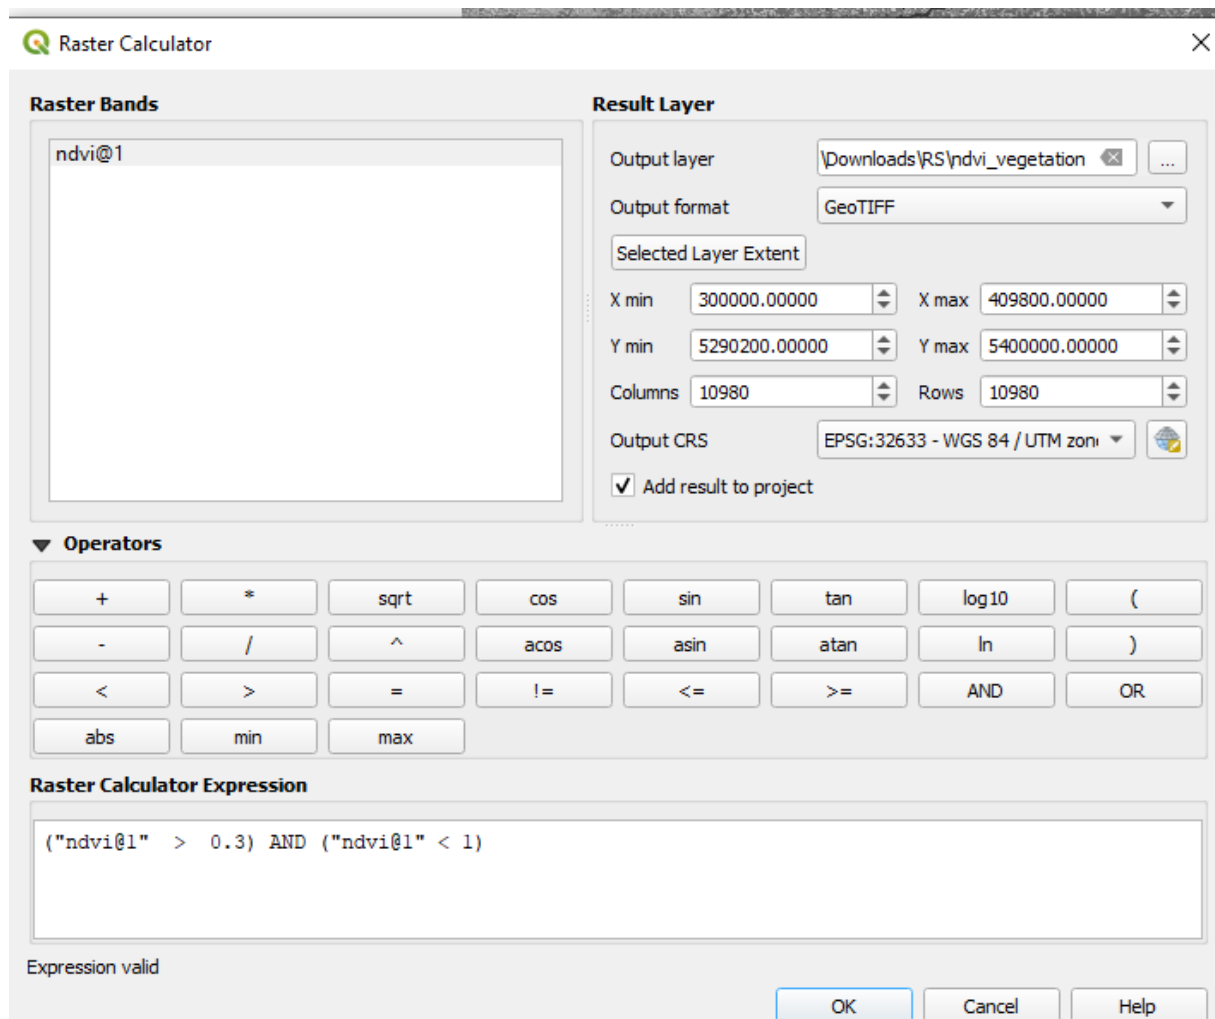 Raster Calculator
Raster Bands
ndvi@1
Result Layer
Output layer \Downloads\RS\ndvi_vegetation ...
Output format GeoTIFF
Selected Layer Extent
X min 300000.00000 X max 409800.00000
Y min 5290200.00000 Y max 5400000.00000
Columns 10980 Rows 10980
Output CRS EPSG:32633 - WGS 84 / UTM zon
Add result to project
Operators
+ * sqrt cos sin tan log10 (
- / ^ acos asin atan ln )
< > = != <= >= AND OR
abs min max
Raster Calculator Expression
("ndvi@1"  >  0.3) AND ("ndvi@1" < 1)
Expression valid
OK Cancel Help